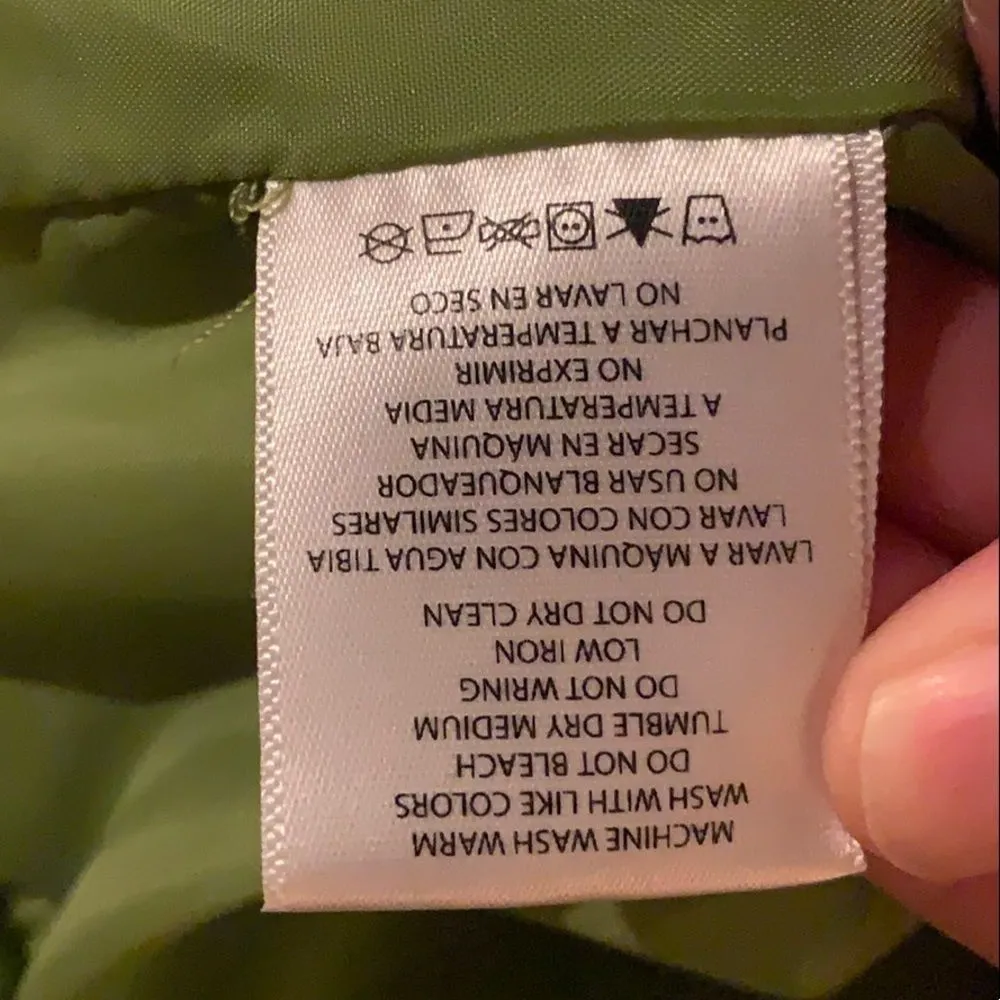 MACHINE WASH WARM
WASH WITH LIKE COLORS
DO NOT BLEACH
TUMBLE DRY MEDIUM
DO NOT WRING
LOW IRON
DO NOT DRY CLEAN
LAVAR A MÁQUINA CON AGUA TIBIA
LAVAR CON COLORES SIMILARES
NO USAR BLANQUEADOR
SECAR EN MÁQUINA
A TEMPERATURA MEDIA
NO EXPRIMIR
PLANCHAR A TEMPERATURA BAJA
NO LAVAR EN SECO